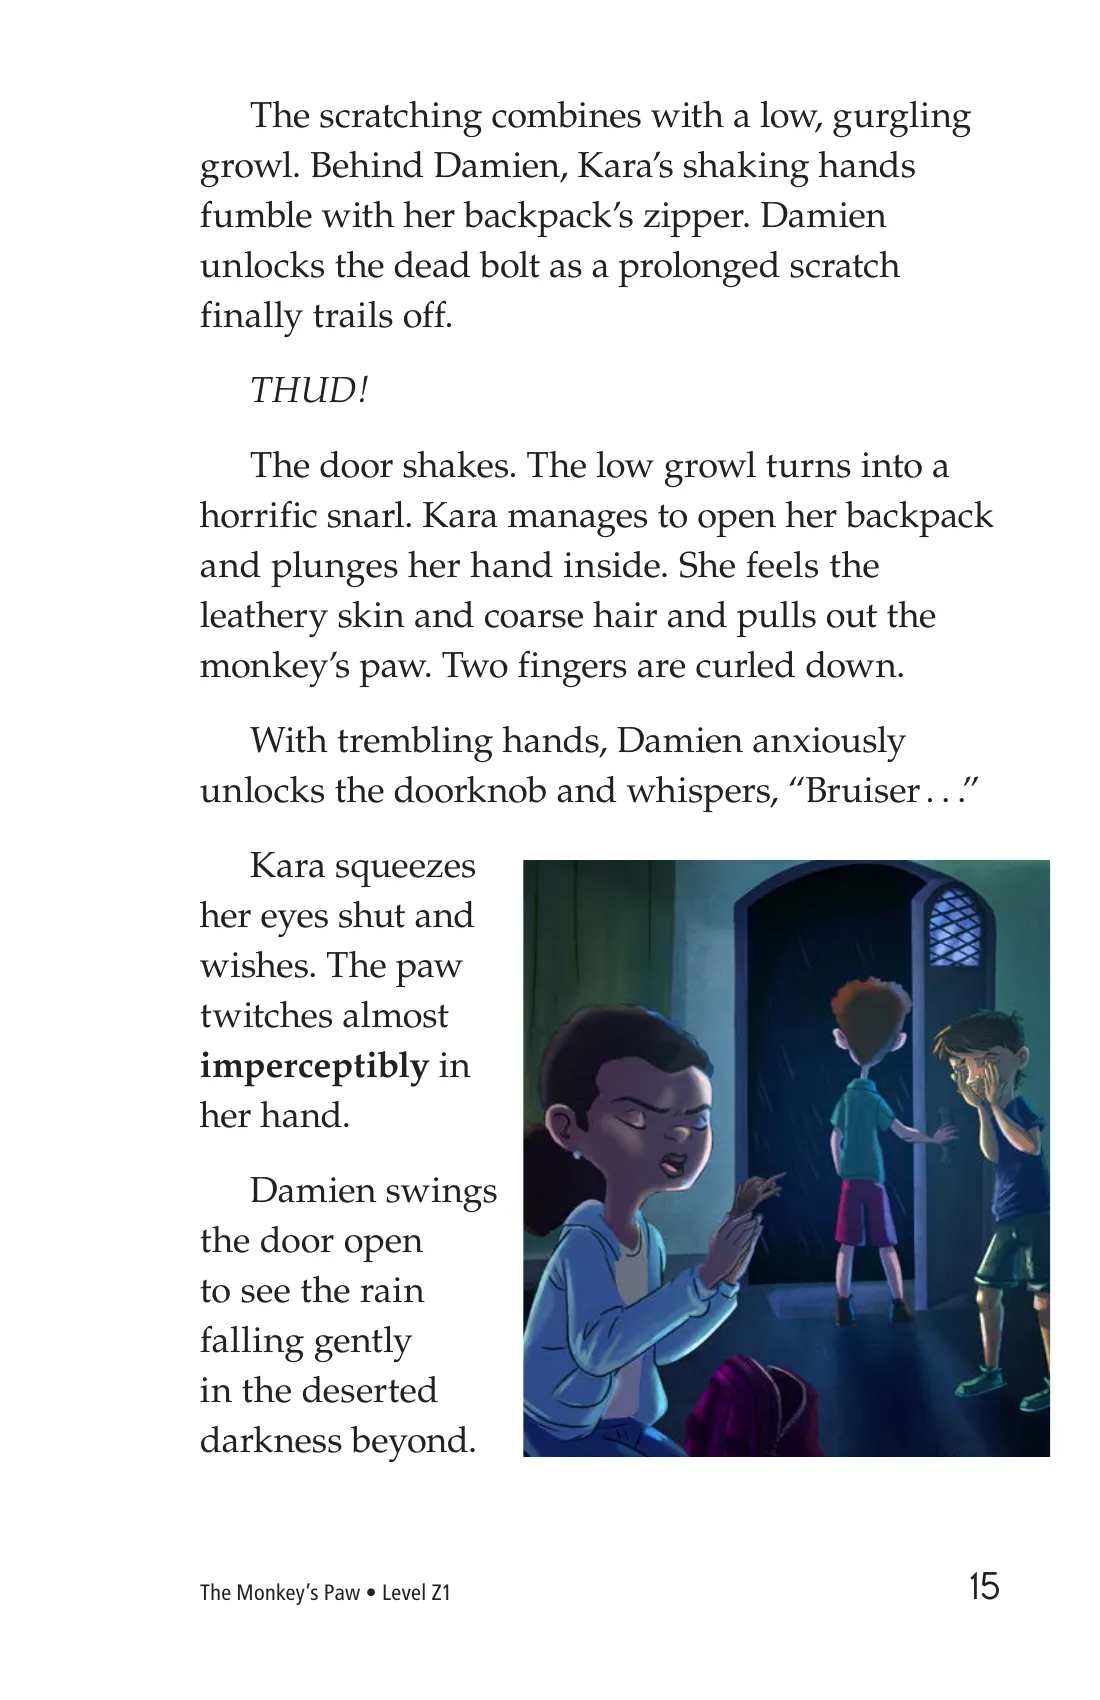 The scratching combines with a low, gurgling
growl. Behind Damien, Kara’s shaking hands
fumble with her backpack’s zipper. Damien
unlocks the dead bolt as a prolonged scratch
finally trails off.
THUD!
The door shakes. The low growl turns into a
horrific snarl. Kara manages to open her backpack
and plunges her hand inside. She feels the
leathery skin and coarse hair and pulls out the
monkey’s paw. Two fingers are curled down.
With trembling hands, Damien anxiously
unlocks the doorknob and whispers, “Bruiser . . .”
Kara squeezes
her eyes shut and
wishes. The paw
twitches almost
imperceptibly in
her hand.
Damien swings
the door open
to see the rain
falling gently
in the deserted
darkness beyond.
The Monkey’s Paw • Level Z1
15